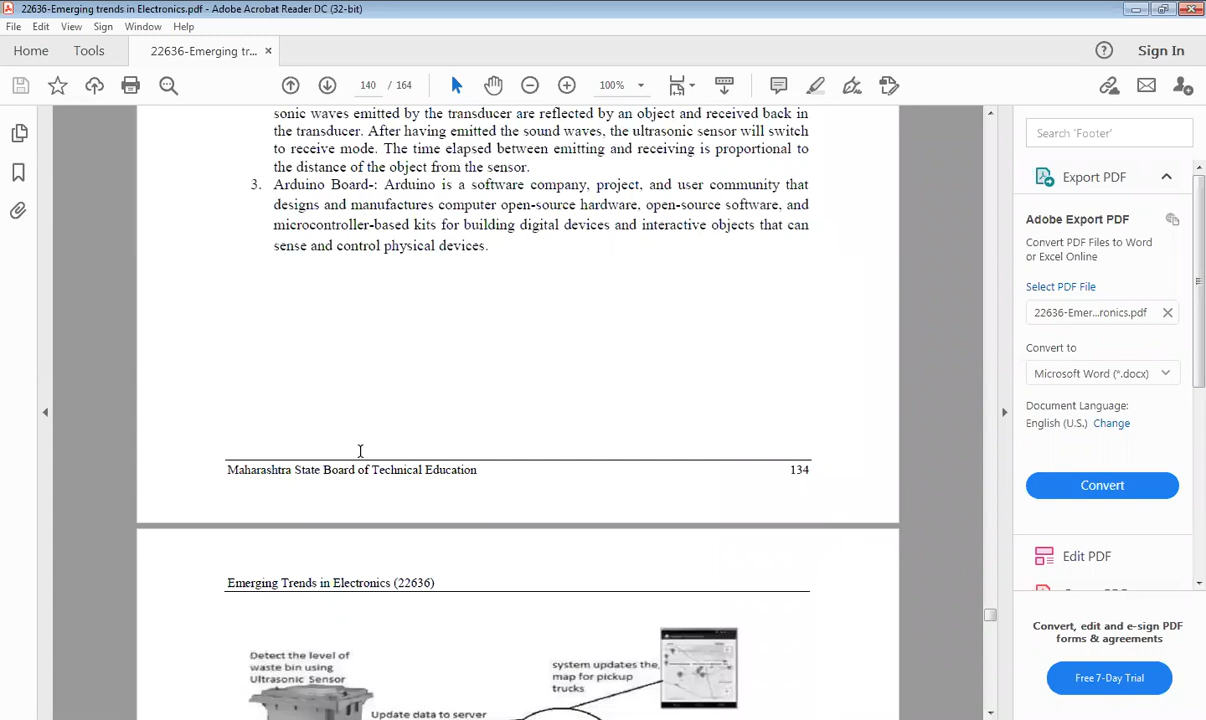 22636-Emerging trends in Electronics.pdf - Adobe Acrobat Reader DC (32-bit)
File Edit View Sign Window Help
Home Tools 22636-Emerging tr... Sign In
140 / 164 100%
sonic waves emitted by the transducer are reflected by an object and received back in
the transducer. After having emitted the sound waves, the ultrasonic sensor will switch
to receive mode. The time elapsed between emitting and receiving is proportional to
the distance of the object from the sensor.
3. Arduino Board-: Arduino is a software company, project, and user community that
designs and manufactures computer open-source hardware, open-source software, and
microcontroller-based kits for building digital devices and interactive objects that can
sense and control physical devices.
Maharashtra State Board of Technical Education 134
Emerging Trends in Electronics (22636)
Detect the level of
waste bin using
Ultrasonic Sensor
Update data to server
system updates the
map for pickup
trucks
Search 'Footer'
Export PDF
Adobe Export PDF
Convert PDF Files to Word
or Excel Online
Select PDF File
22636-Emer...ronics.pdf
Convert to
Microsoft Word (*.docx)
Document Language:
English (U.S.) Change
Convert
Edit PDF
Convert, edit and e-sign PDF
forms & agreements
Free 7-Day Trial